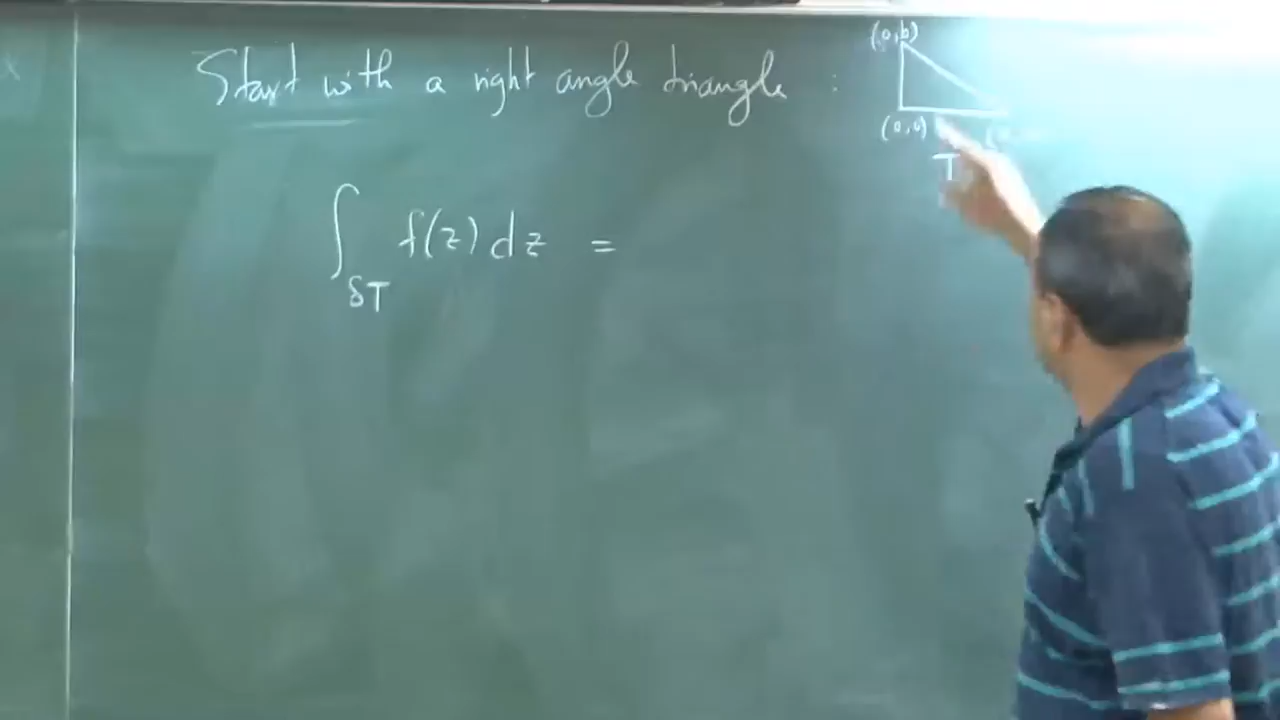 Start with a right angle triangle :
(0,b)
(0,0)
T
∫_{δT} f(z) dz =